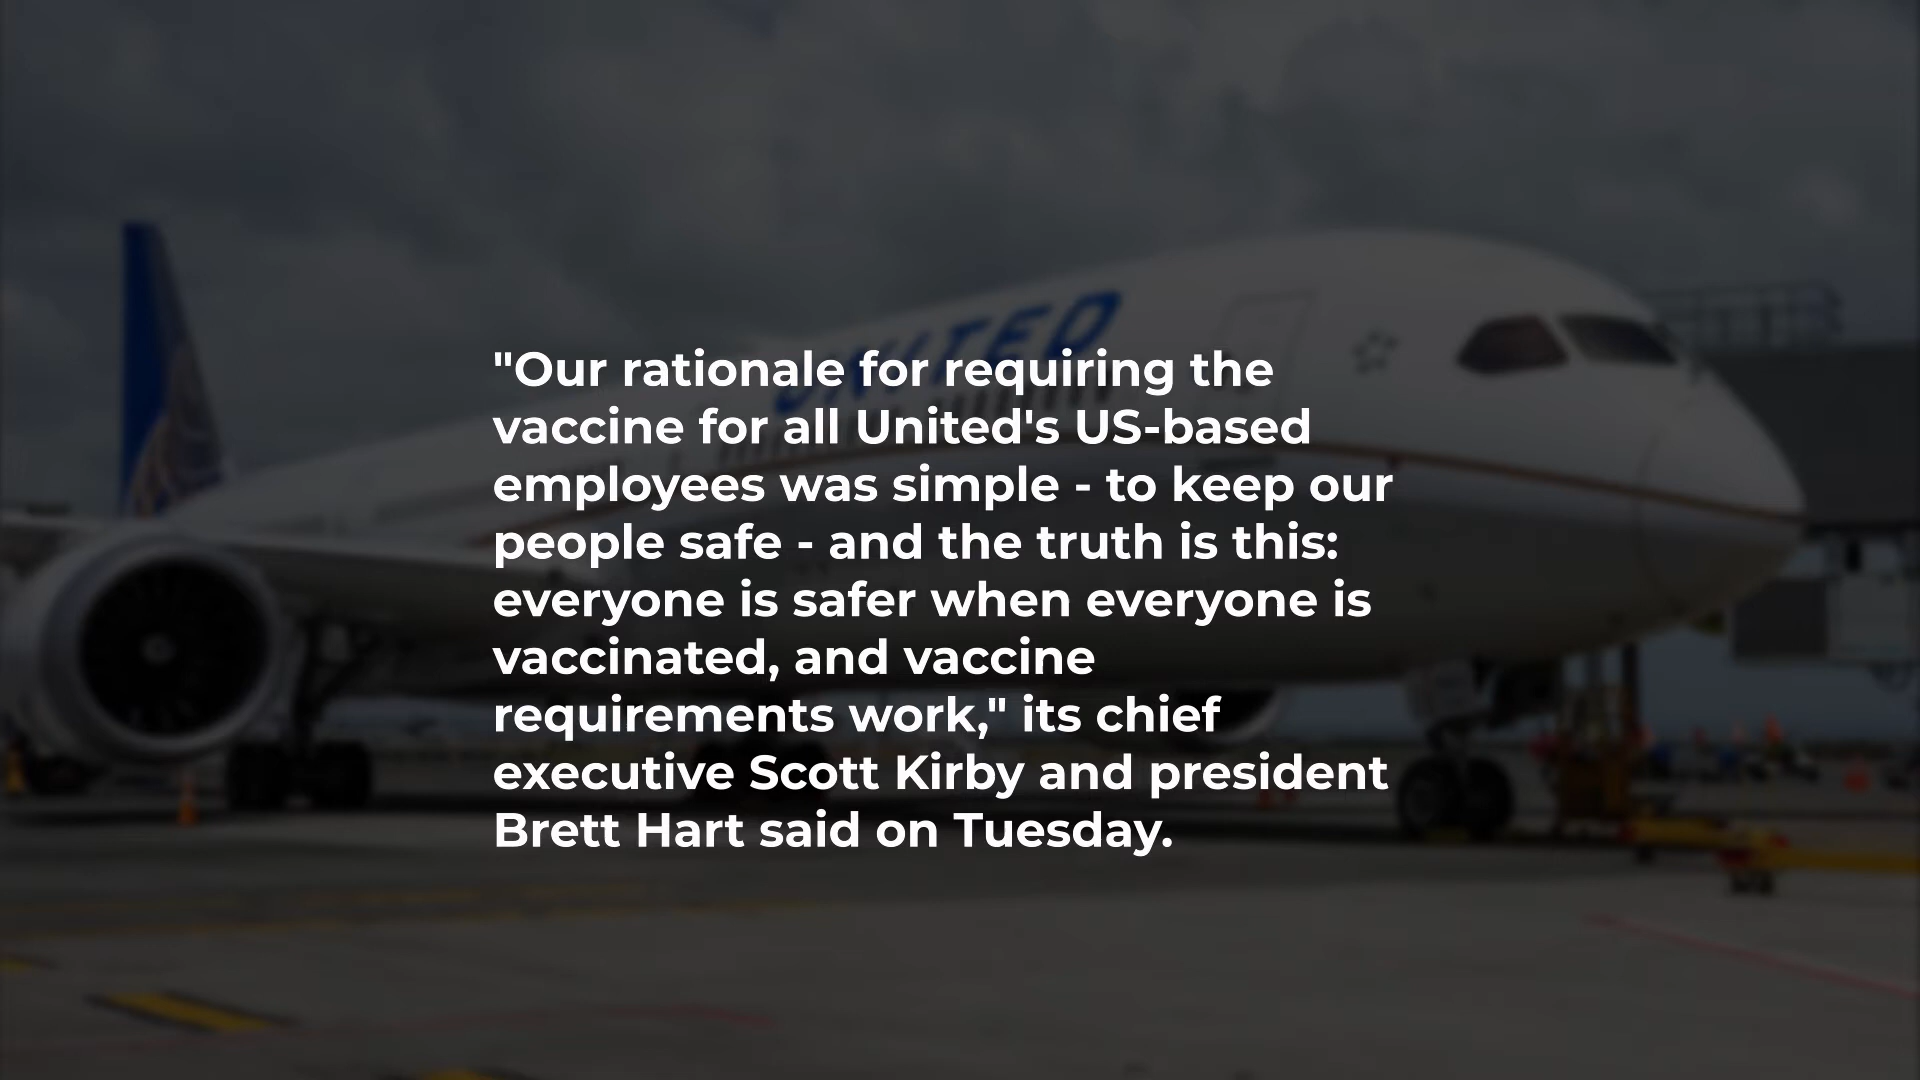 UNITED
"Our rationale for requiring the
vaccine for all United's US-based
employees was simple - to keep our
people safe - and the truth is this:
everyone is safer when everyone is
vaccinated, and vaccine
requirements work," its chief
executive Scott Kirby and president
Brett Hart said on Tuesday.